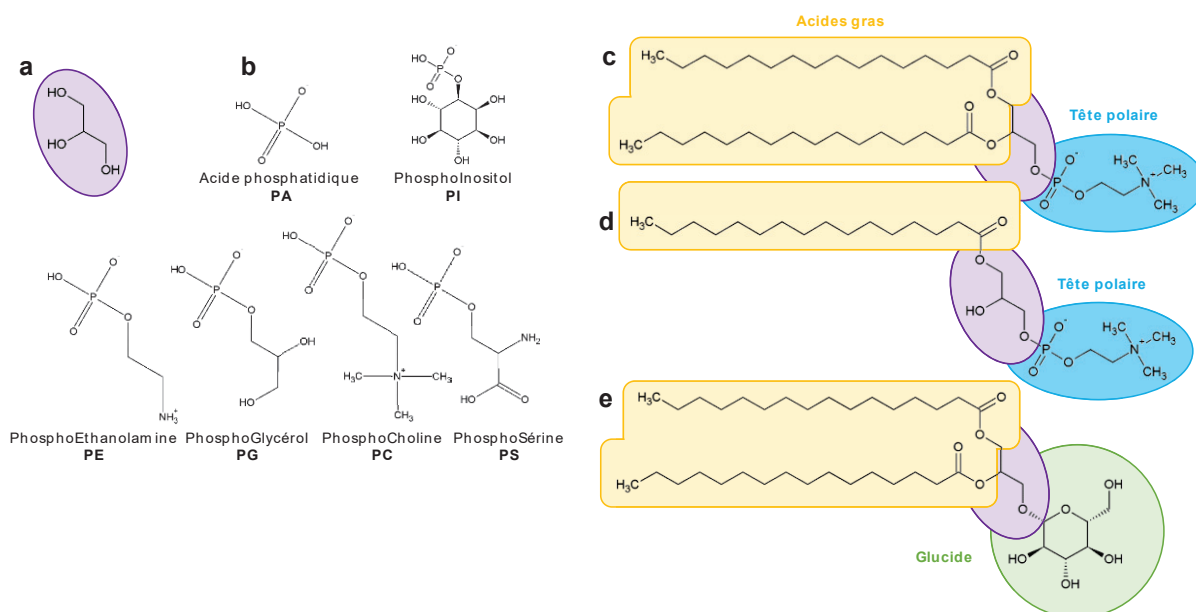 a
b
Acide phosphatidique
PA
PhosphoInositol
PI
PhosphoEthanolamine
PE
PhosphoGlycérol
PG
PhosphoCholine
PC
PhosphoSérine
PS
Acides gras
c
Tête polaire
d
Tête polaire
e
Glucide